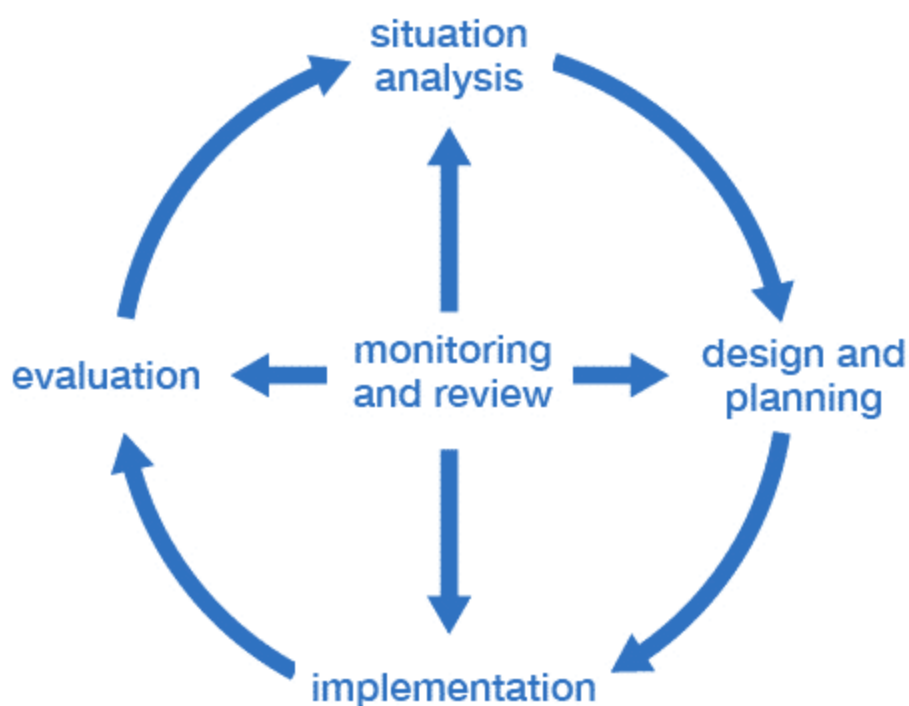 situation
analysis
monitoring
and review
design and
planning
evaluation
implementation